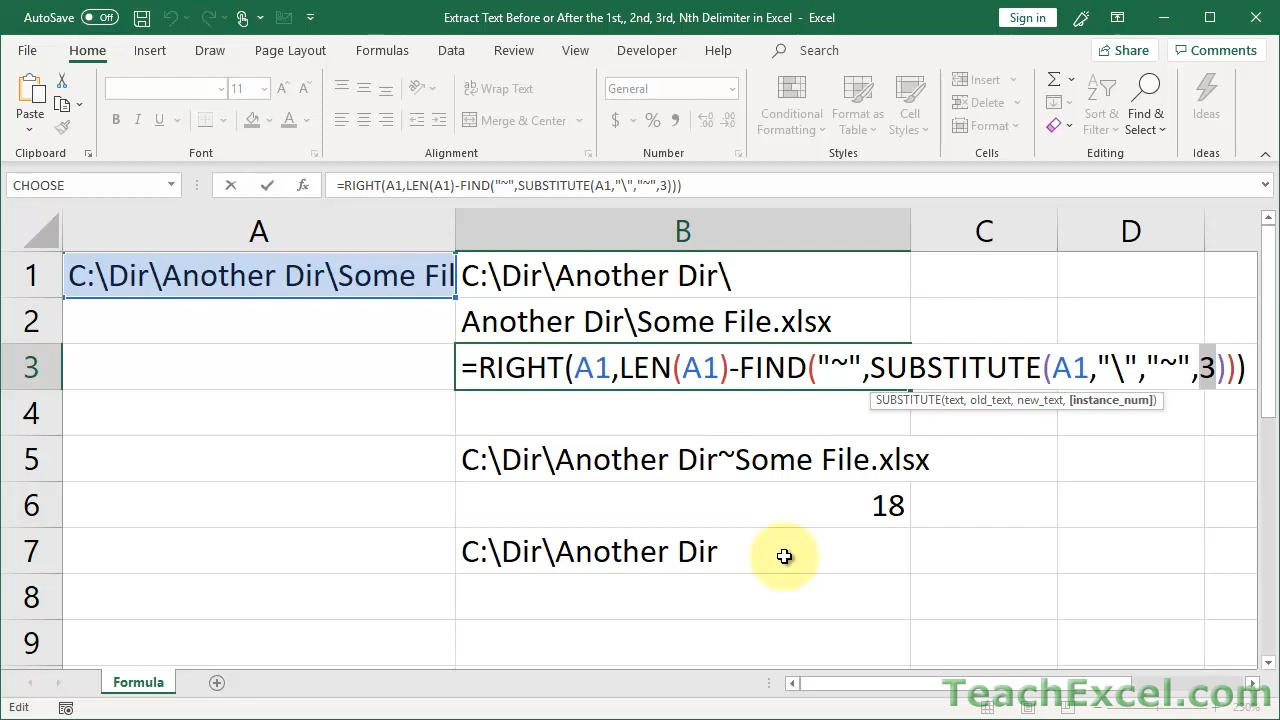 AutoSave Off Extract Text Before or After the 1st,, 2nd, 3rd, Nth Delimiter in Excel - Excel Sign in
File Home Insert Draw Page Layout Formulas Data Review View Developer Help Search Share Comments
Paste 11 A A Wrap Text General Conditional Formatting Format as Table Cell Styles Insert Sort & Filter Find & Select Ideas
B I U A Merge & Center $ % Delete
Format
Clipboard Font Alignment Number Styles Cells Editing Ideas
CHOOSE fx =RIGHT(A1,LEN(A1)-FIND("~",SUBSTITUTE(A1,"\","~",3)))
A B C D
1 C:\Dir\Another Dir\Some Fil C:\Dir\Another Dir\
2 Another Dir\Some File.xlsx
3 =RIGHT(A1,LEN(A1)-FIND("~",SUBSTITUTE(A1,"\","~",3)))
SUBSTITUTE(text, old_text, new_text, [instance_num])
4
5 C:\Dir\Another Dir~Some File.xlsx
6 18
7 C:\Dir\Another Dir
8
9
Formula
TeachExcel.com
Edit